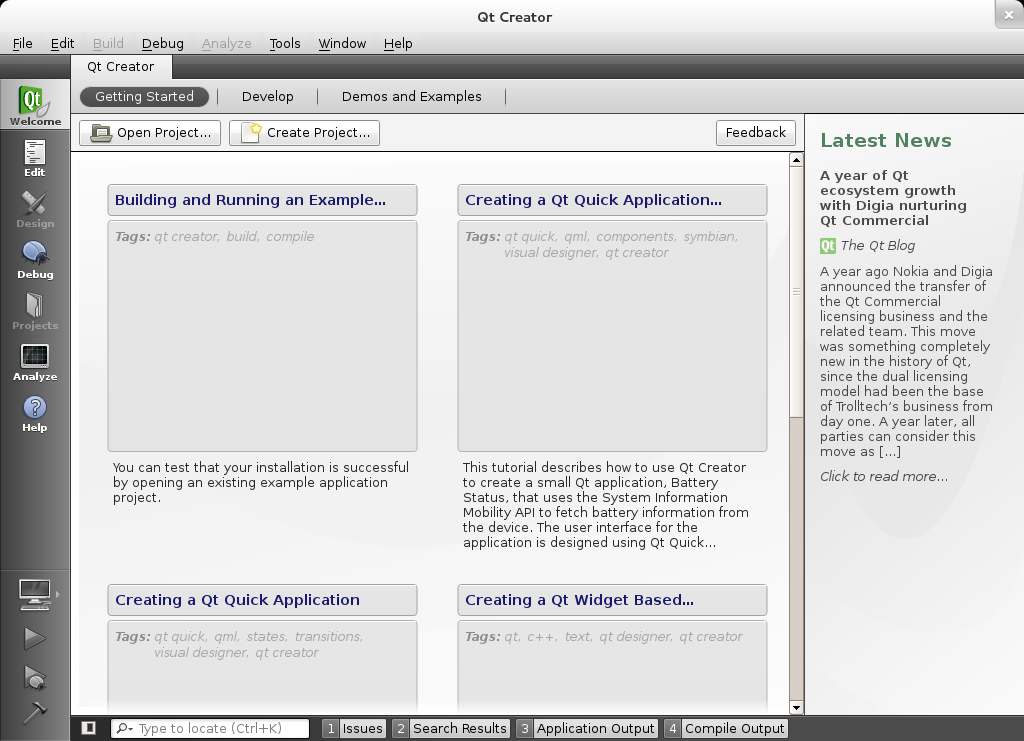 Qt Creator
File Edit Build Debug Analyze Tools Window Help
Qt Creator
Getting Started Develop Demos and Examples
Qt
Welcome
Edit
Design
Debug
Projects
Analyze
Help
Open Project... Create Project... Feedback
Building and Running an Example...
Tags: qt creator, build, compile
You can test that your installation is successful
by opening an existing example application
project.
Creating a Qt Quick Application...
Tags: qt quick, qml, components, symbian,
visual designer, qt creator
This tutorial describes how to use Qt Creator
to create a small Qt application, Battery
Status, that uses the System Information
Mobility API to fetch battery information from
the device. The user interface for the
application is designed using Qt Quick...
Creating a Qt Quick Application
Tags: qt quick, qml, states, transitions,
visual designer, qt creator
Creating a Qt Widget Based...
Tags: qt, c++, text, qt designer, qt creator
Latest News
A year of Qt
ecosystem growth
with Digia nurturing
Qt Commercial
Qt The Qt Blog
A year ago Nokia and Digia
announced the transfer of
the Qt Commercial
licensing business and the
related team. This move
was something completely
new in the history of Qt,
since the dual licensing
model had been the base
of Trolltech’s business from
day one. A year later, all
parties can consider this
move as [...]
Click to read more...
Type to locate (Ctrl+K) 1 Issues 2 Search Results 3 Application Output 4 Compile Output